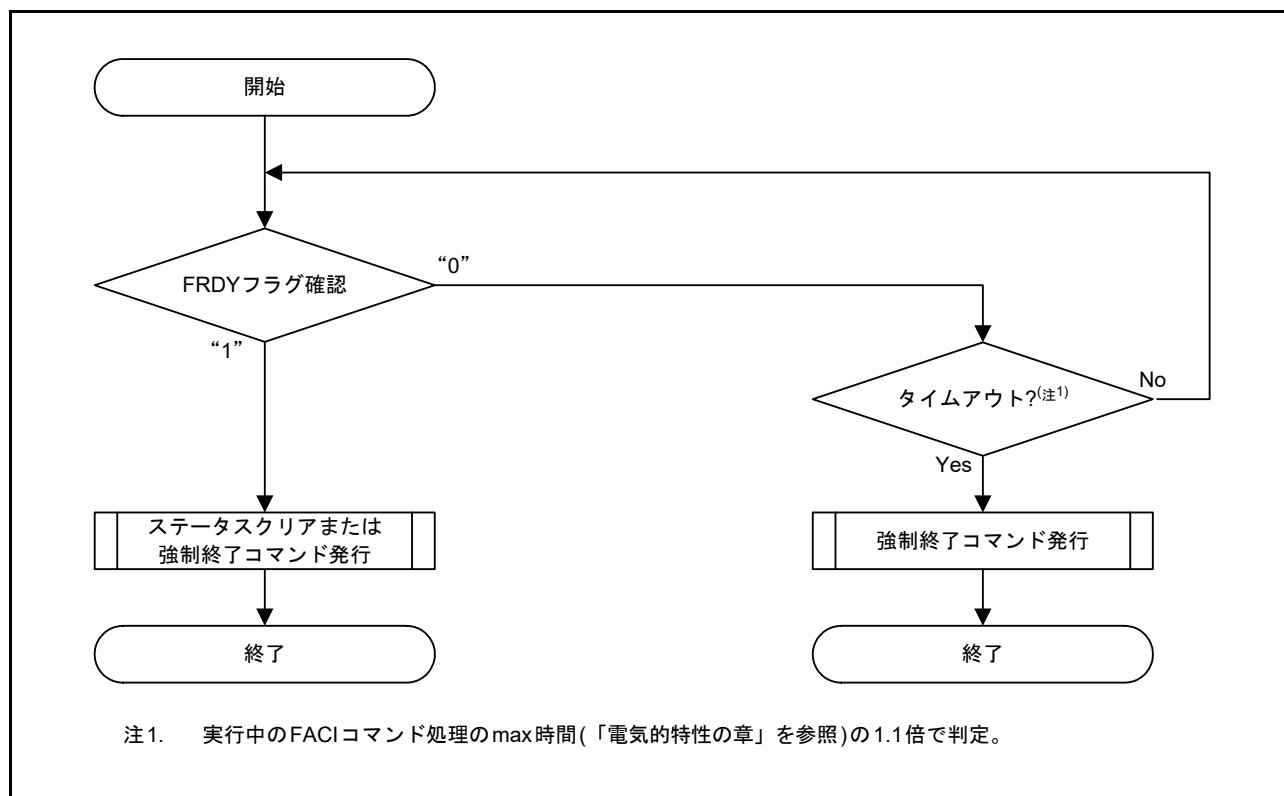 開始
FRDYフラグ確認
“0”
“1”
タイムアウト?(注1)
No
Yes
ステータスクリアまたは
強制終了コマンド発行
強制終了コマンド発行
終了
終了
注1. 実行中のFACIコマンド処理のmax時間(「電気的特性の章」を参照)の1.1倍で判定。